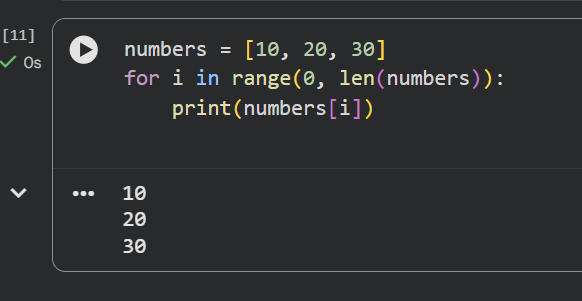 [11]
0s
numbers = [10, 20, 30]
for i in range(0, len(numbers)):
    print(numbers[i])
10
20
30